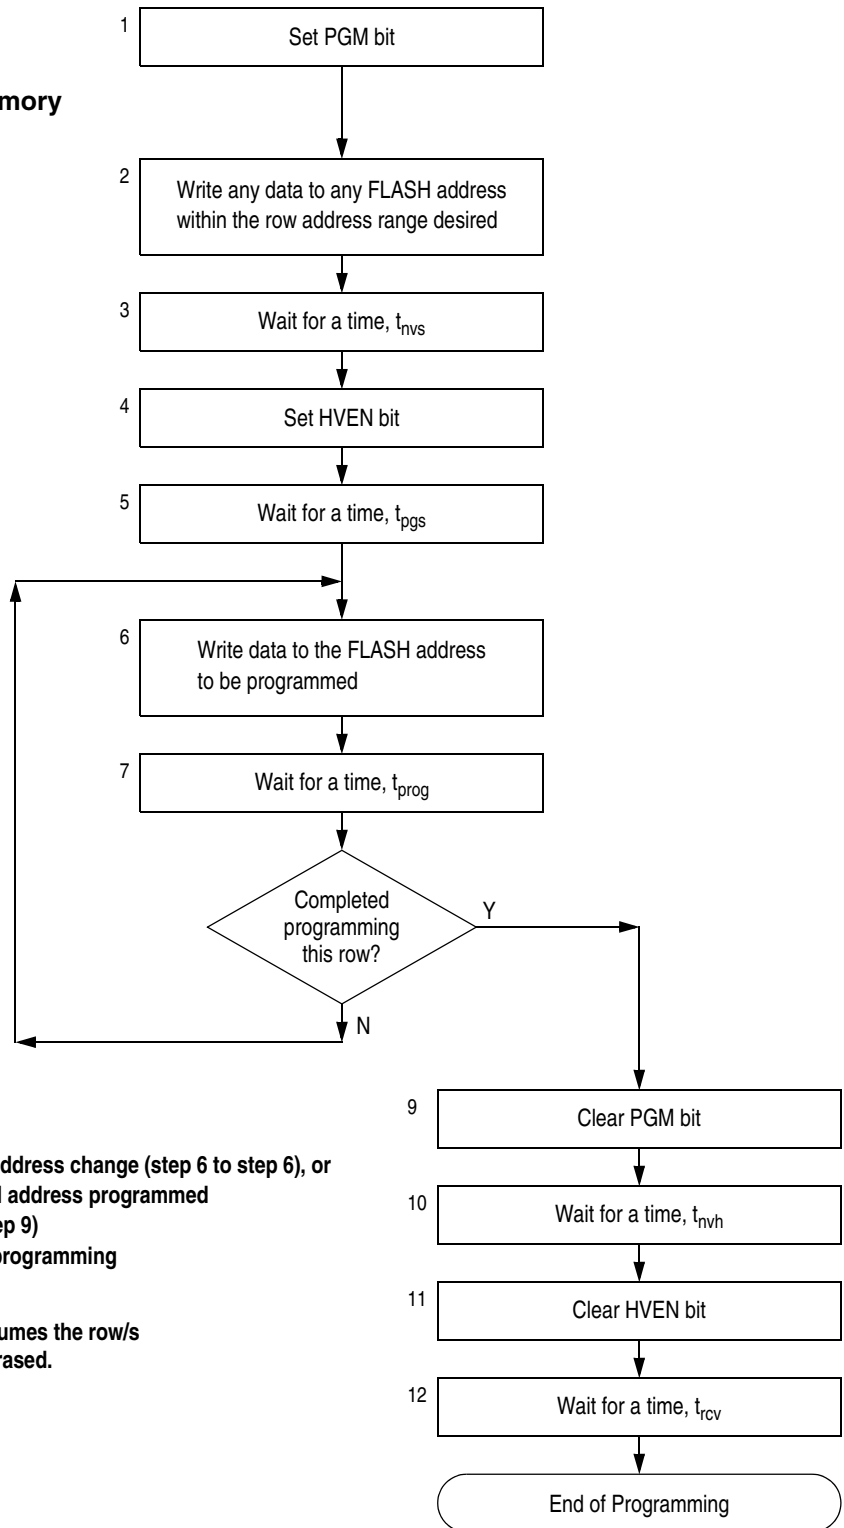 1
Set PGM bit
mory
2
Write any data to any FLASH address
within the row address range desired
3
Wait for a time, tnvs
4
Set HVEN bit
5
Wait for a time, tpgs
6
Write data to the FLASH address
to be programmed
7
Wait for a time, tprog
Completed
programming
this row?
Y
N
9
Clear PGM bit
ddress change (step 6 to step 6), or
address programmed
ep 9)
programming
10
Wait for a time, tnvh
11
Clear HVEN bit
umes the row/s
rased.
12
Wait for a time, trcv
End of Programming